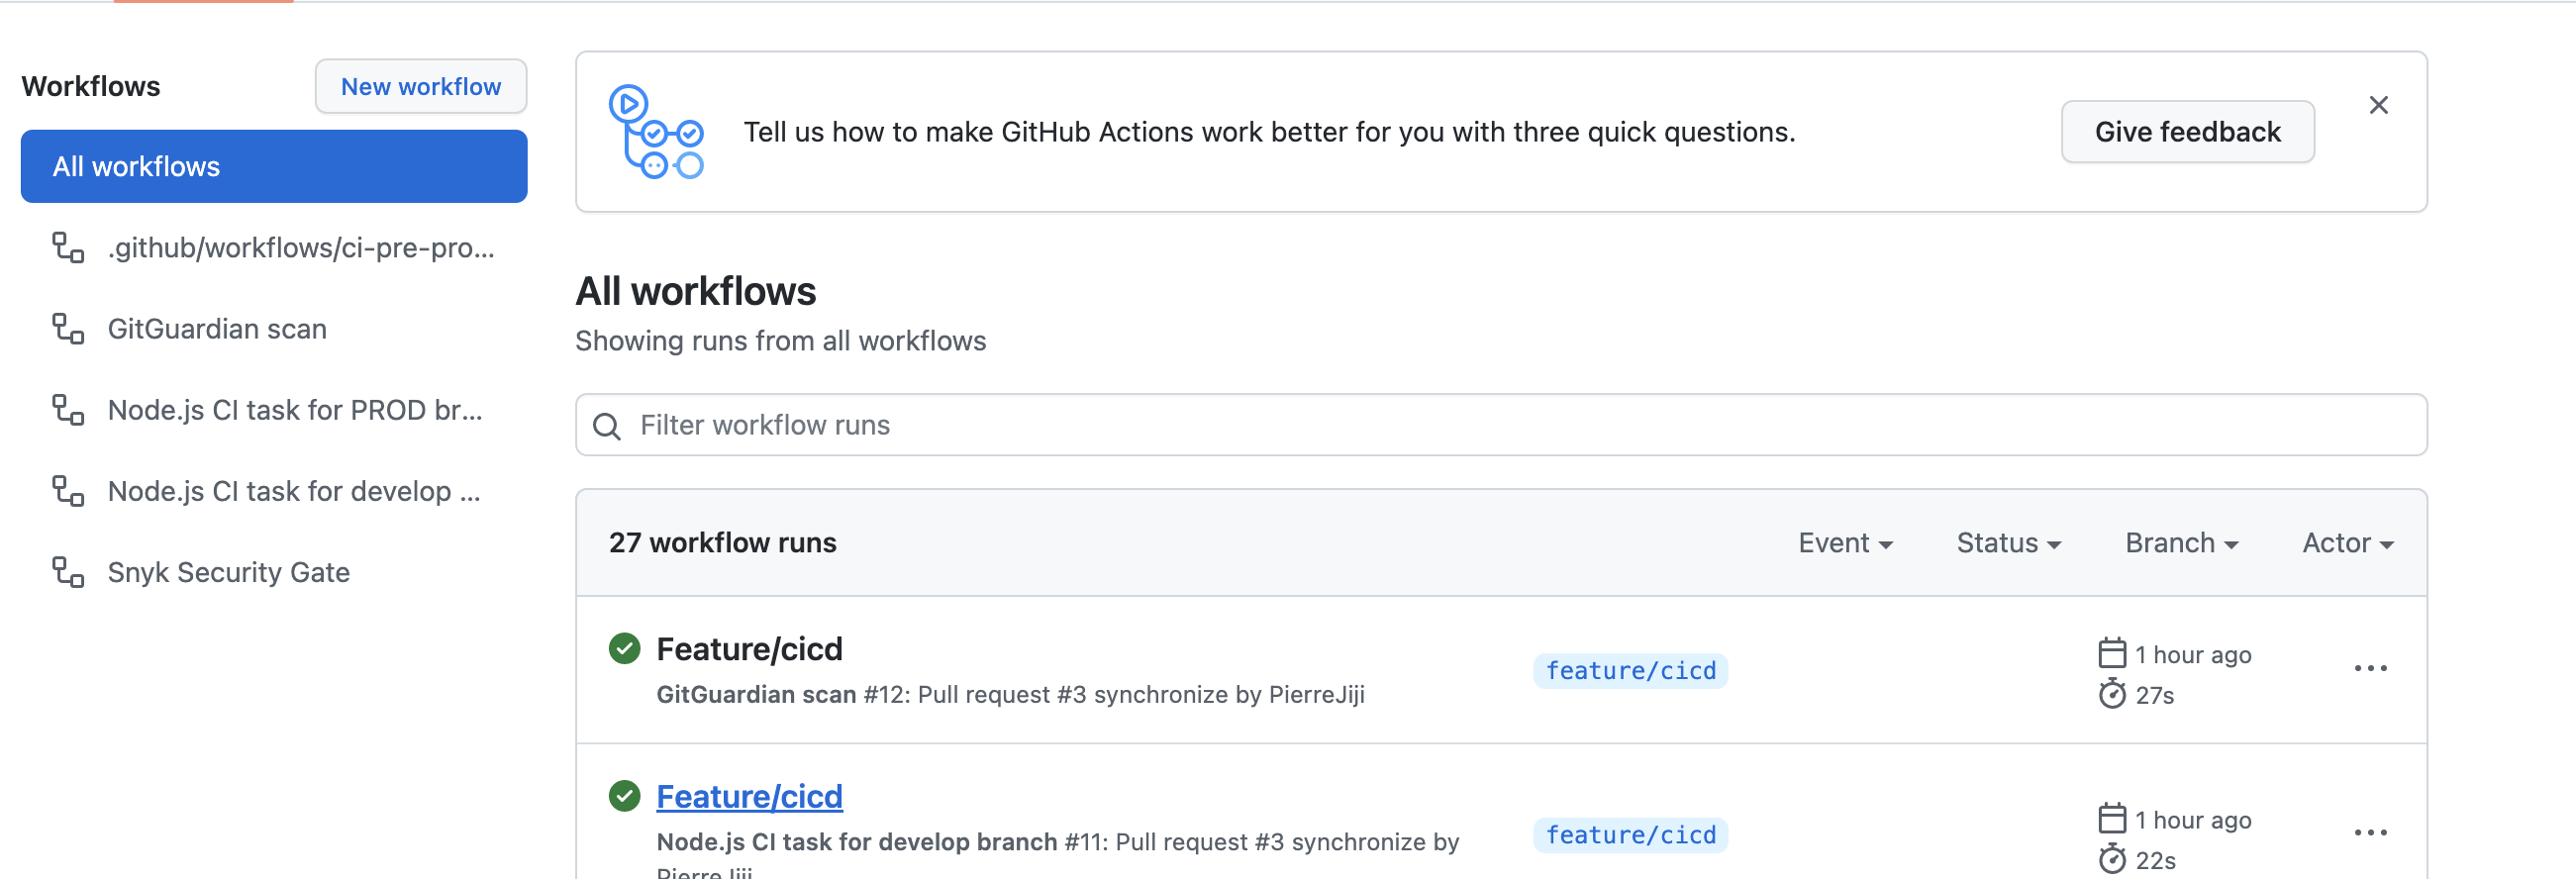 Workflows
New workflow
All workflows
.github/workflows/ci-pre-pro...
GitGuardian scan
Node.js CI task for PROD br...
Node.js CI task for develop ...
Snyk Security Gate
Tell us how to make GitHub Actions work better for you with three quick questions.
Give feedback
All workflows
Showing runs from all workflows
Filter workflow runs
27 workflow runs
Event
Status
Branch
Actor
Feature/cicd
GitGuardian scan #12: Pull request #3 synchronize by PierreJiji
feature/cicd
1 hour ago
27s
Feature/cicd
Node.js CI task for develop branch #11: Pull request #3 synchronize by
PierreJiji
feature/cicd
1 hour ago
22s